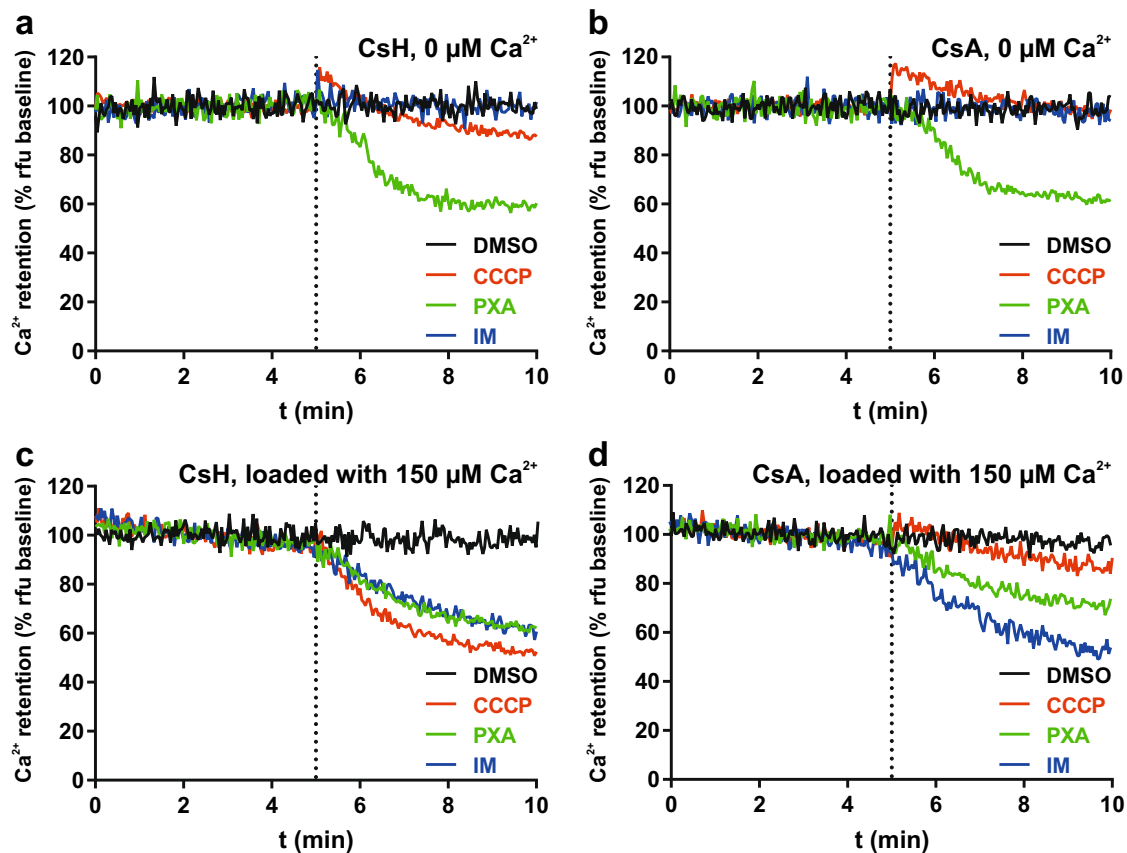 a
CsH, 0 µM Ca²⁺
Ca²⁺ retention (% rfu baseline)
120
100
80
60
40
20
0
DMSO
CCCP
PXA
IM
0 2 4 6 8 10
t (min)
b
CsA, 0 µM Ca²⁺
Ca²⁺ retention (% rfu baseline)
120
100
80
60
40
20
0
DMSO
CCCP
PXA
IM
0 2 4 6 8 10
t (min)
c
CsH, loaded with 150 µM Ca²⁺
Ca²⁺ retention (% rfu baseline)
120
100
80
60
40
20
0
DMSO
CCCP
PXA
IM
0 2 4 6 8 10
t (min)
d
CsA, loaded with 150 µM Ca²⁺
Ca²⁺ retention (% rfu baseline)
120
100
80
60
40
20
0
DMSO
CCCP
PXA
IM
0 2 4 6 8 10
t (min)